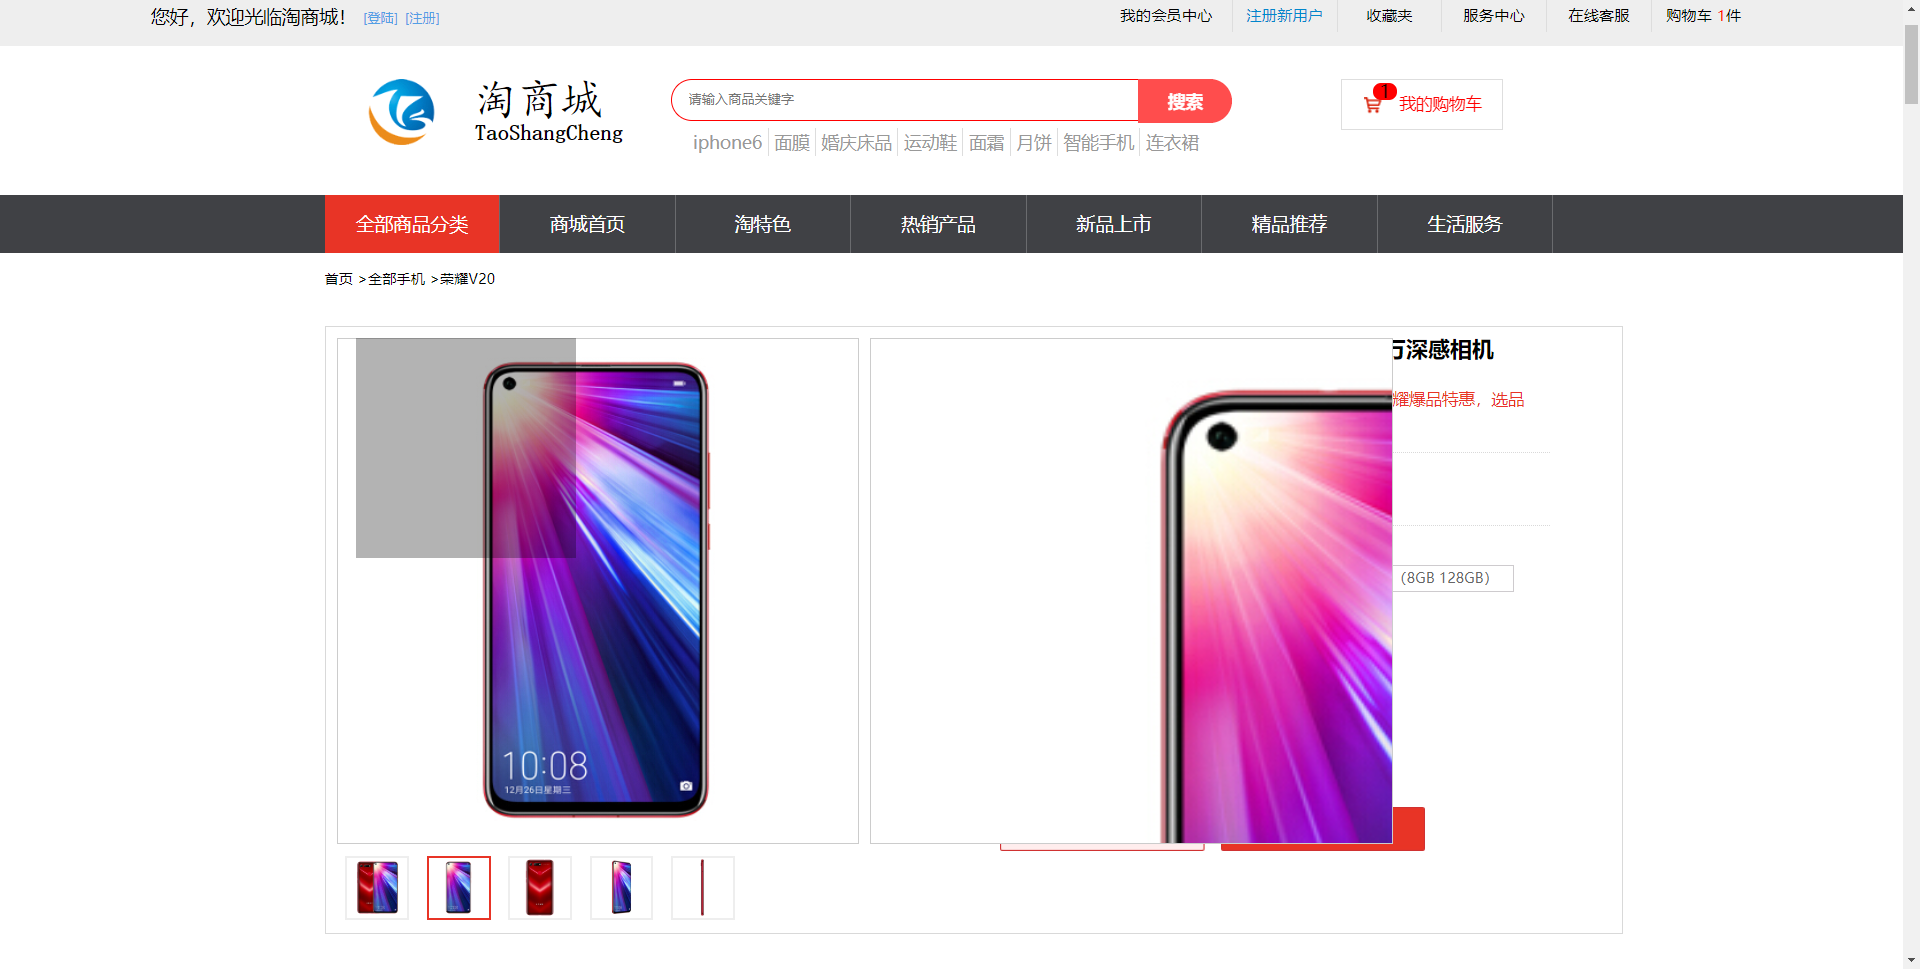 您好，欢迎光临淘商城！ [登陆] [注册]
我的会员中心 注册新用户 收藏夹 服务中心 在线客服 购物车 1件
淘商城
TaoShangCheng
请输入商品关键字 搜索
1 我的购物车
iphone6 面膜 婚庆床品 运动鞋 面霜 月饼 智能手机 连衣裙
全部商品分类 商城首页 淘特色 热销产品 新品上市 精品推荐 生活服务
首页 >全部手机 >荣耀V20
万深感相机
耀爆品特惠，选品
（8GB 128GB）
10:08
12月26日星期三